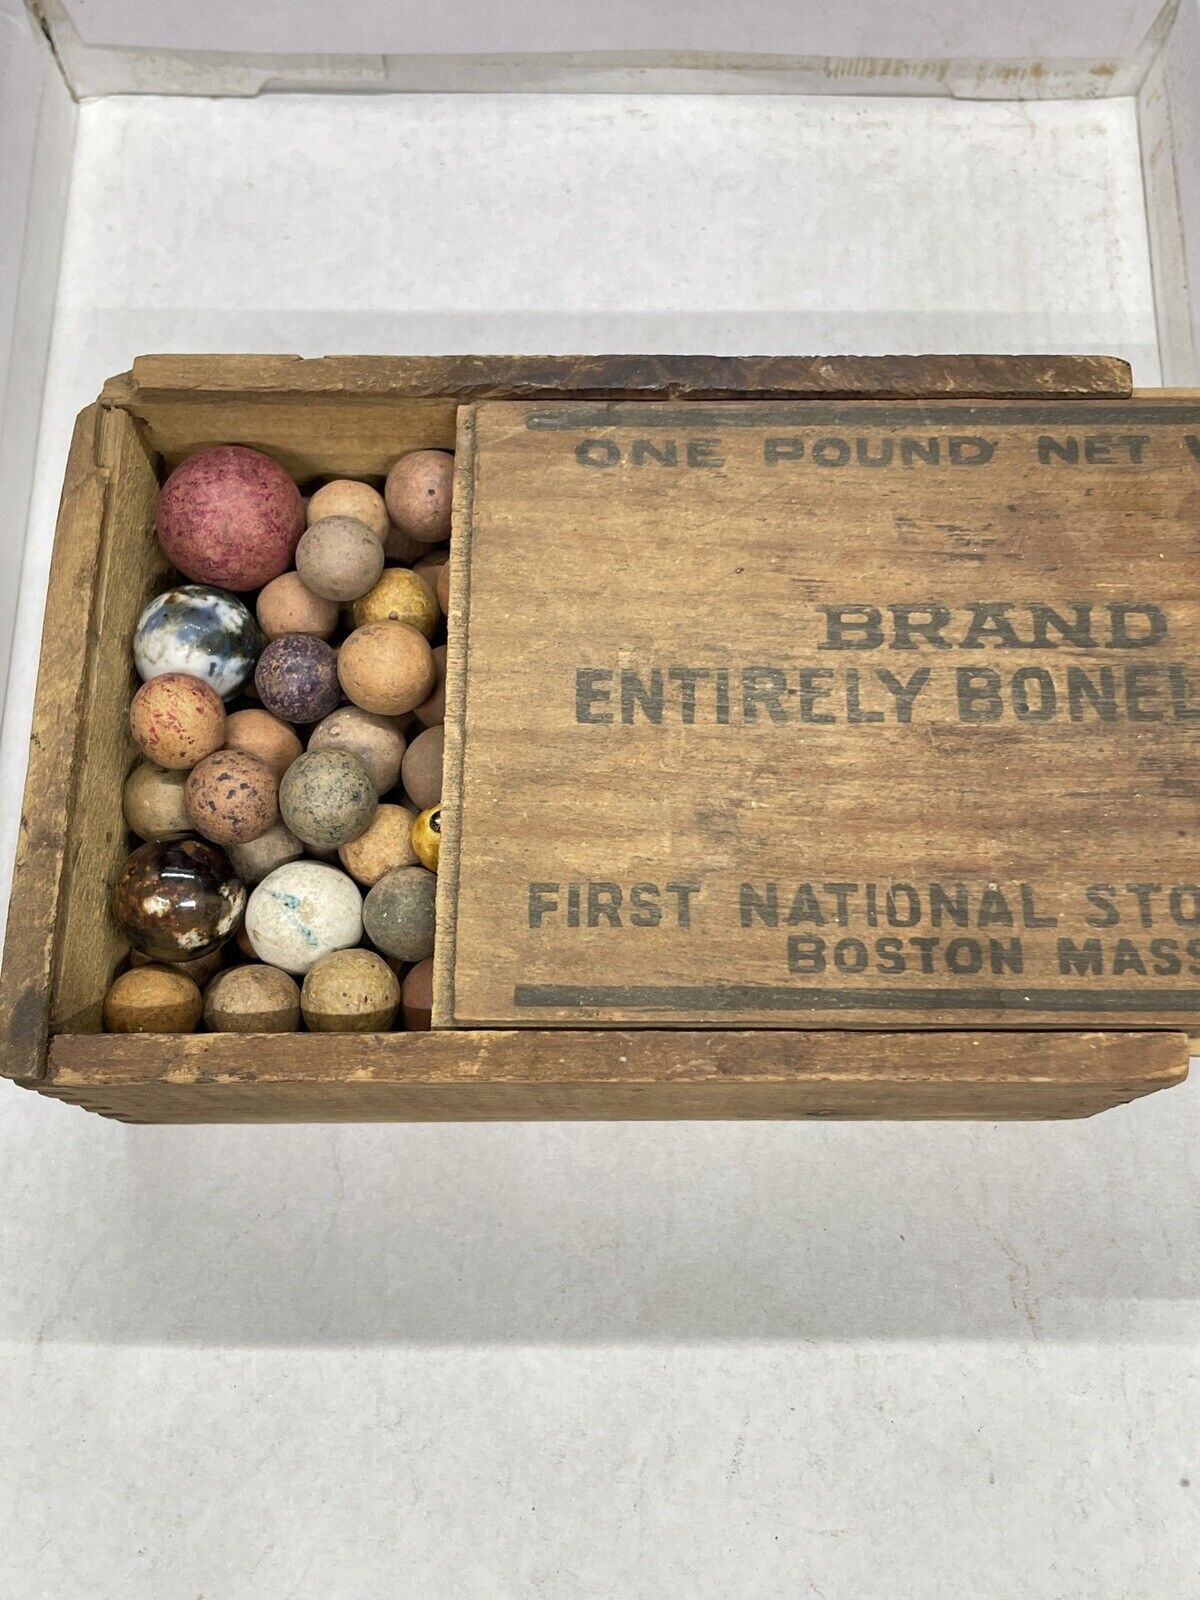 ONE POUND NET
BRAND
ENTIRELY BONEL
FIRST NATIONAL STO
BOSTON MASS